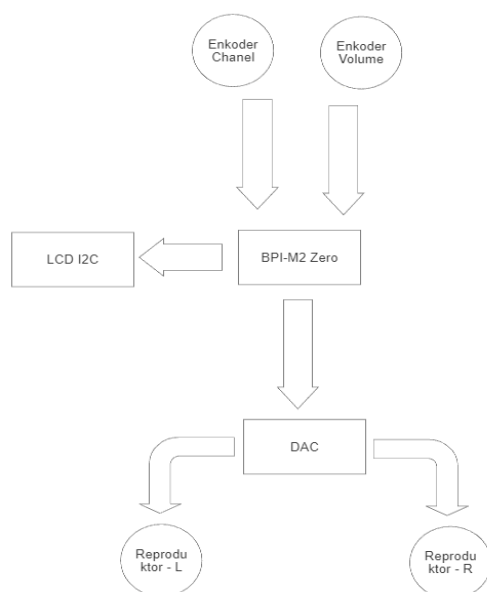 Enkoder
Chanel
Enkoder
Volume
LCD I2C
BPI-M2 Zero
DAC
Reprodu
ktor - L
Reprodu
ktor - R